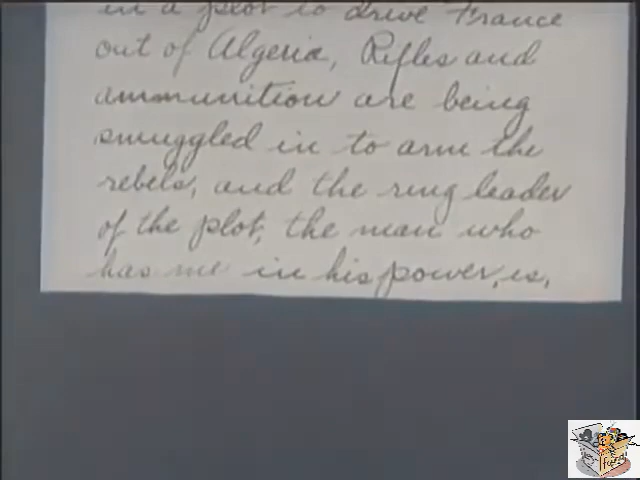 in a plot to drive France
out of Algeria, Rifles and
ammunition are being
smuggled in to arm the
rebels, and the ring leader
of the plot, the man who
has me in his power, is,